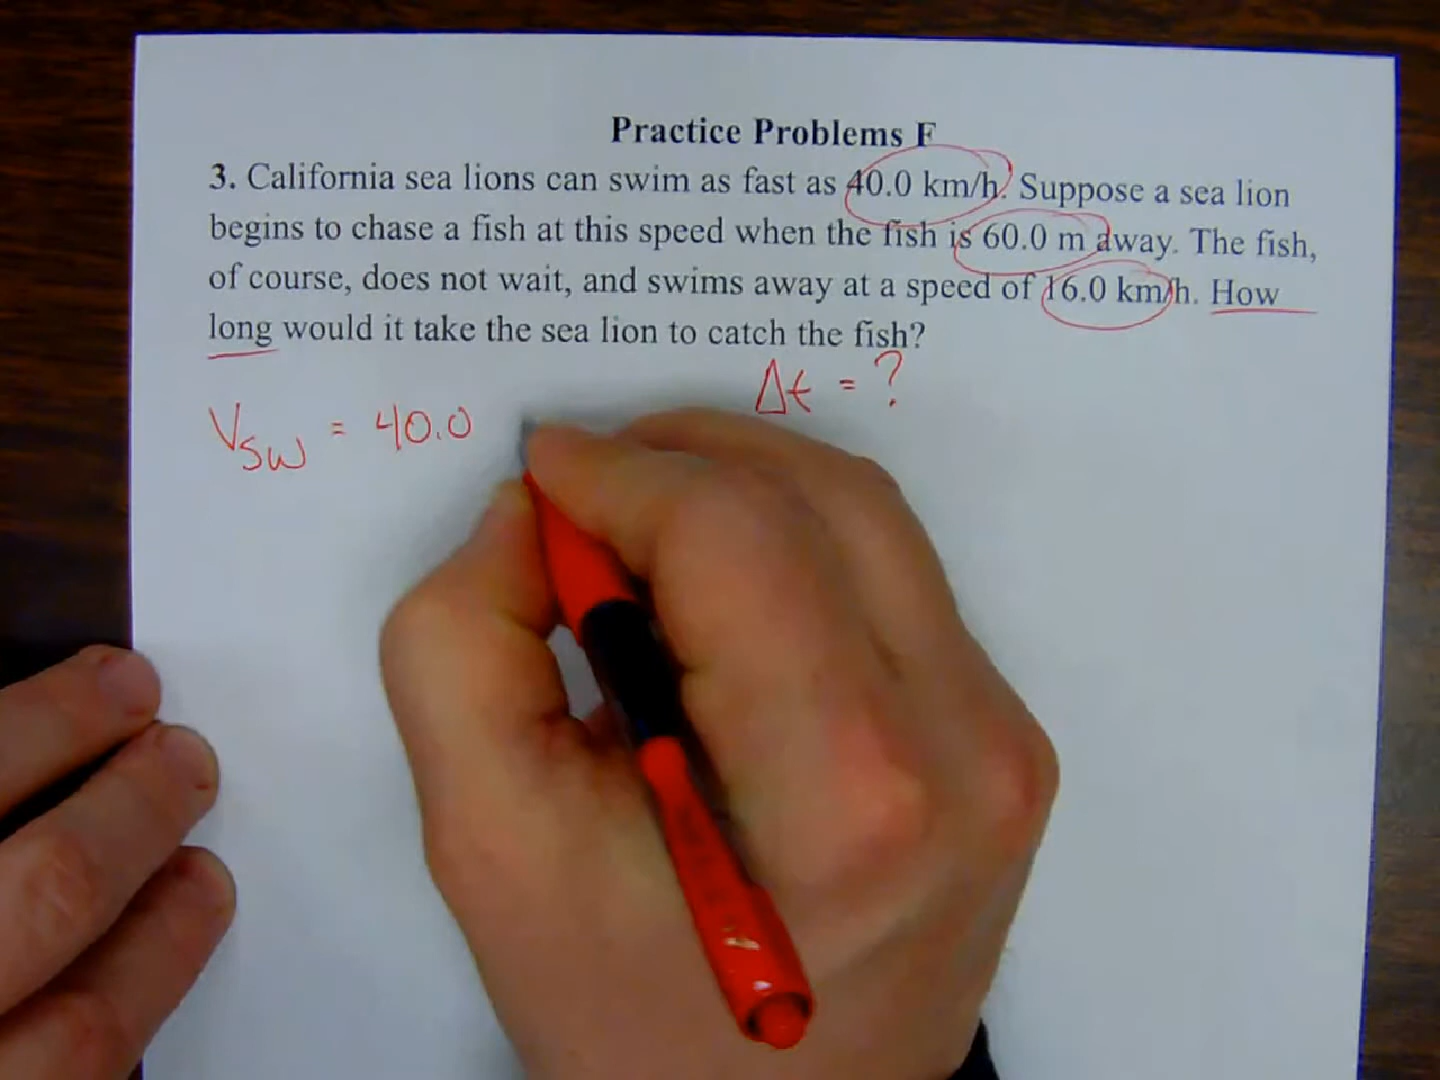 Practice Problems F
3. California sea lions can swim as fast as 40.0 km/h. Suppose a sea lion
begins to chase a fish at this speed when the fish is 60.0 m away. The fish,
of course, does not wait, and swims away at a speed of 16.0 km/h. How
long would it take the sea lion to catch the fish?
Δt = ?
VSW = 40.0